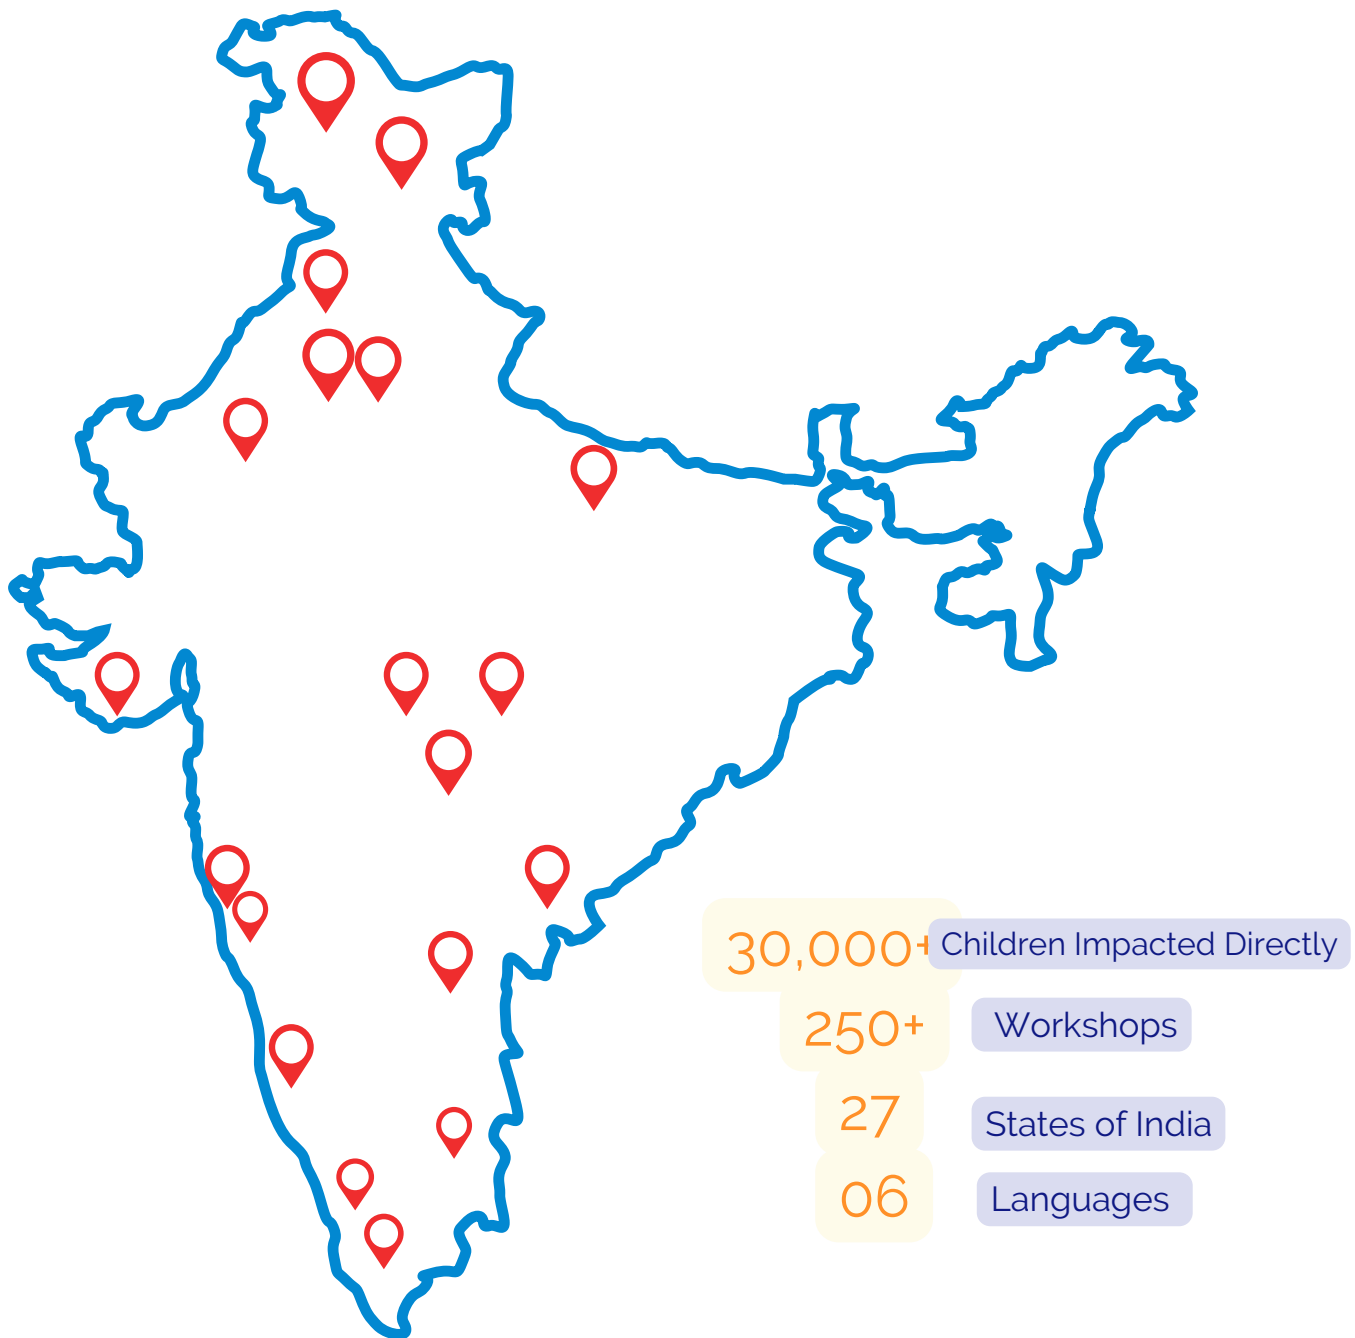 30,000+ Children Impacted Directly
250+ Workshops
27 States of India
06 Languages